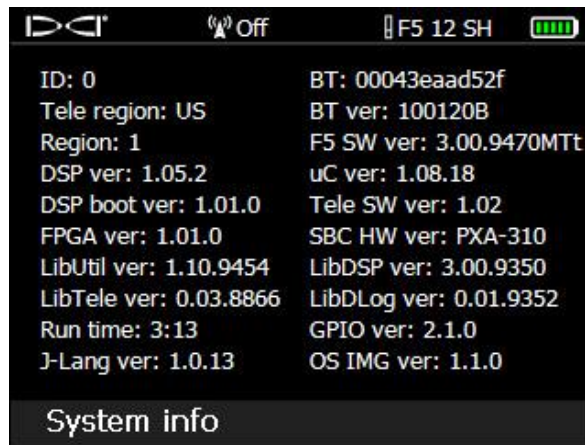 DCI Off F5 12 SH
ID: 0
Tele region: US
Region: 1
DSP ver: 1.05.2
DSP boot ver: 1.01.0
FPGA ver: 1.01.0
LibUtil ver: 1.10.9454
LibTele ver: 0.03.8866
Run time: 3:13
J-Lang ver: 1.0.13
BT: 00043eaad52f
BT ver: 100120B
F5 SW ver: 3.00.9470MTt
uC ver: 1.08.18
Tele SW ver: 1.02
SBC HW ver: PXA-310
LibDSP ver: 3.00.9350
LibDLog ver: 0.01.9352
GPIO ver: 2.1.0
OS IMG ver: 1.1.0
System info